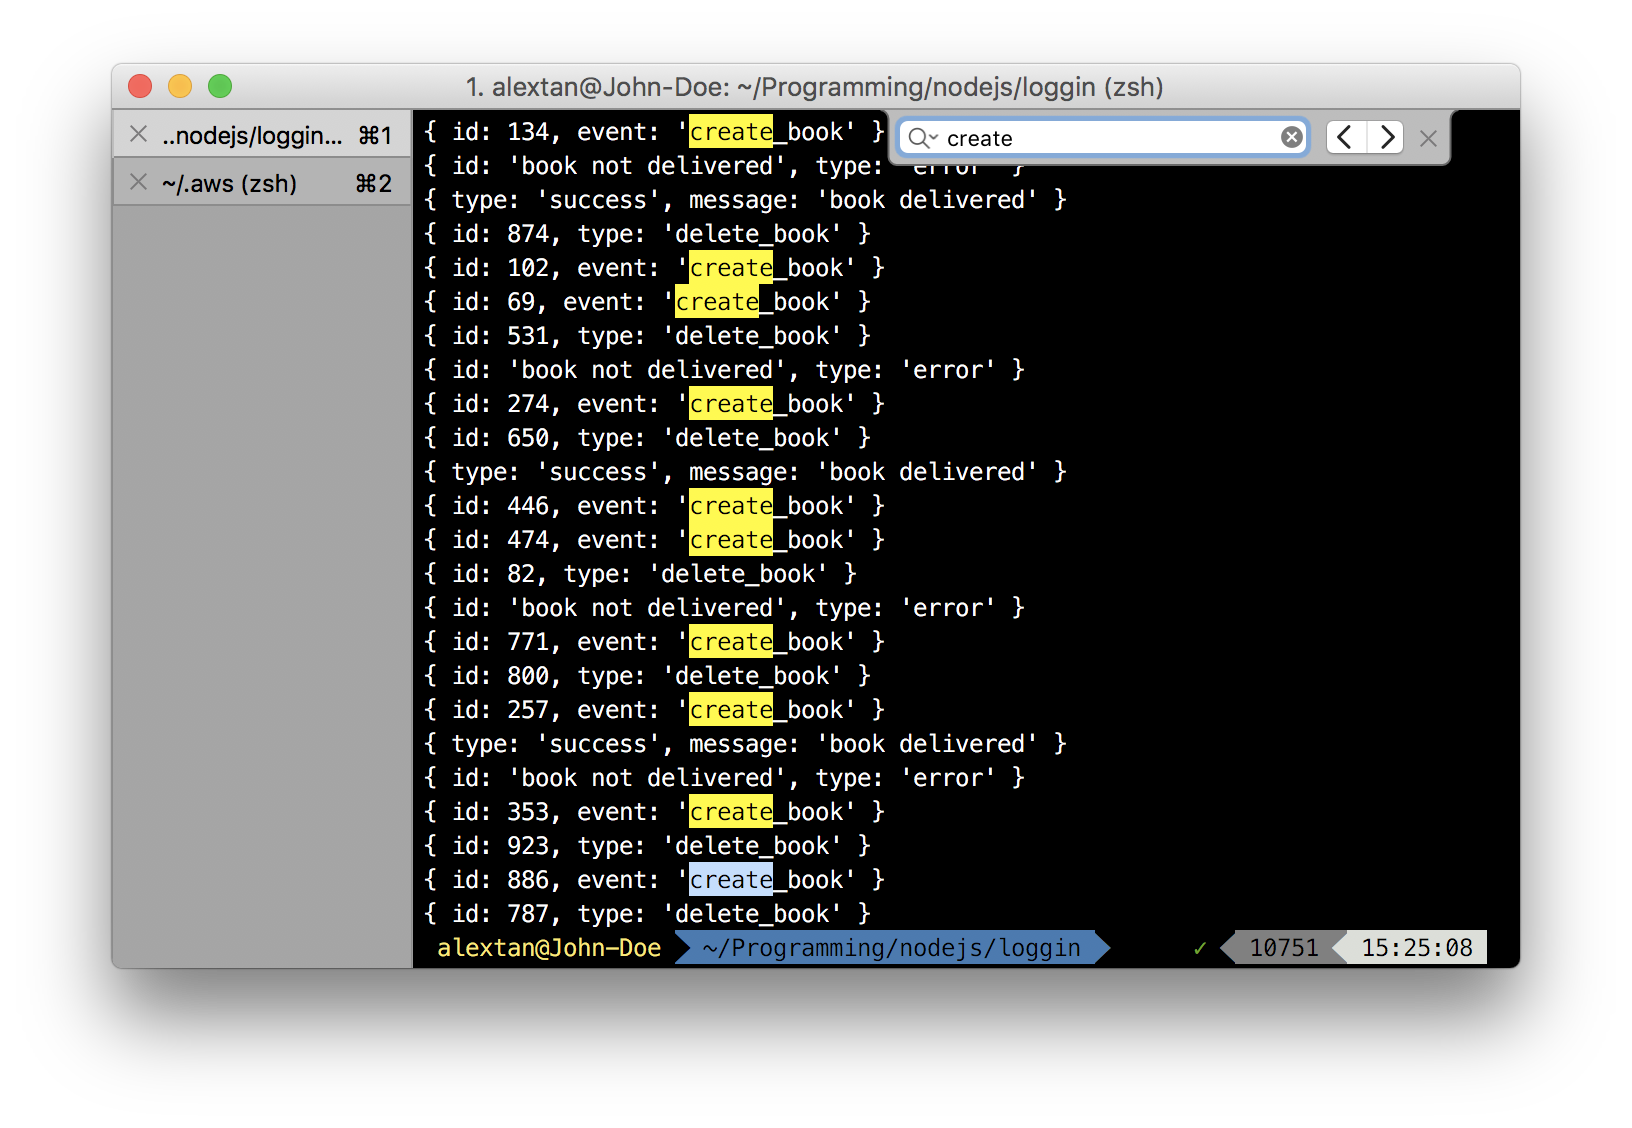 1. alextan@John-Doe: ~/Programming/nodejs/loggin (zsh)
..nodejs/loggin... ⌘1
~/.aws (zsh) ⌘2
create
{ id: 134, event: 'create_book' }
{ id: 'book not delivered', type: 'error' }
{ type: 'success', message: 'book delivered' }
{ id: 874, type: 'delete_book' }
{ id: 102, event: 'create_book' }
{ id: 69, event: 'create_book' }
{ id: 531, type: 'delete_book' }
{ id: 'book not delivered', type: 'error' }
{ id: 274, event: 'create_book' }
{ id: 650, type: 'delete_book' }
{ type: 'success', message: 'book delivered' }
{ id: 446, event: 'create_book' }
{ id: 474, event: 'create_book' }
{ id: 82, type: 'delete_book' }
{ id: 'book not delivered', type: 'error' }
{ id: 771, event: 'create_book' }
{ id: 800, type: 'delete_book' }
{ id: 257, event: 'create_book' }
{ type: 'success', message: 'book delivered' }
{ id: 'book not delivered', type: 'error' }
{ id: 353, event: 'create_book' }
{ id: 923, type: 'delete_book' }
{ id: 886, event: 'create_book' }
{ id: 787, type: 'delete_book' }
alextan@John-Doe ~/Programming/nodejs/loggin ✓ 10751 15:25:08